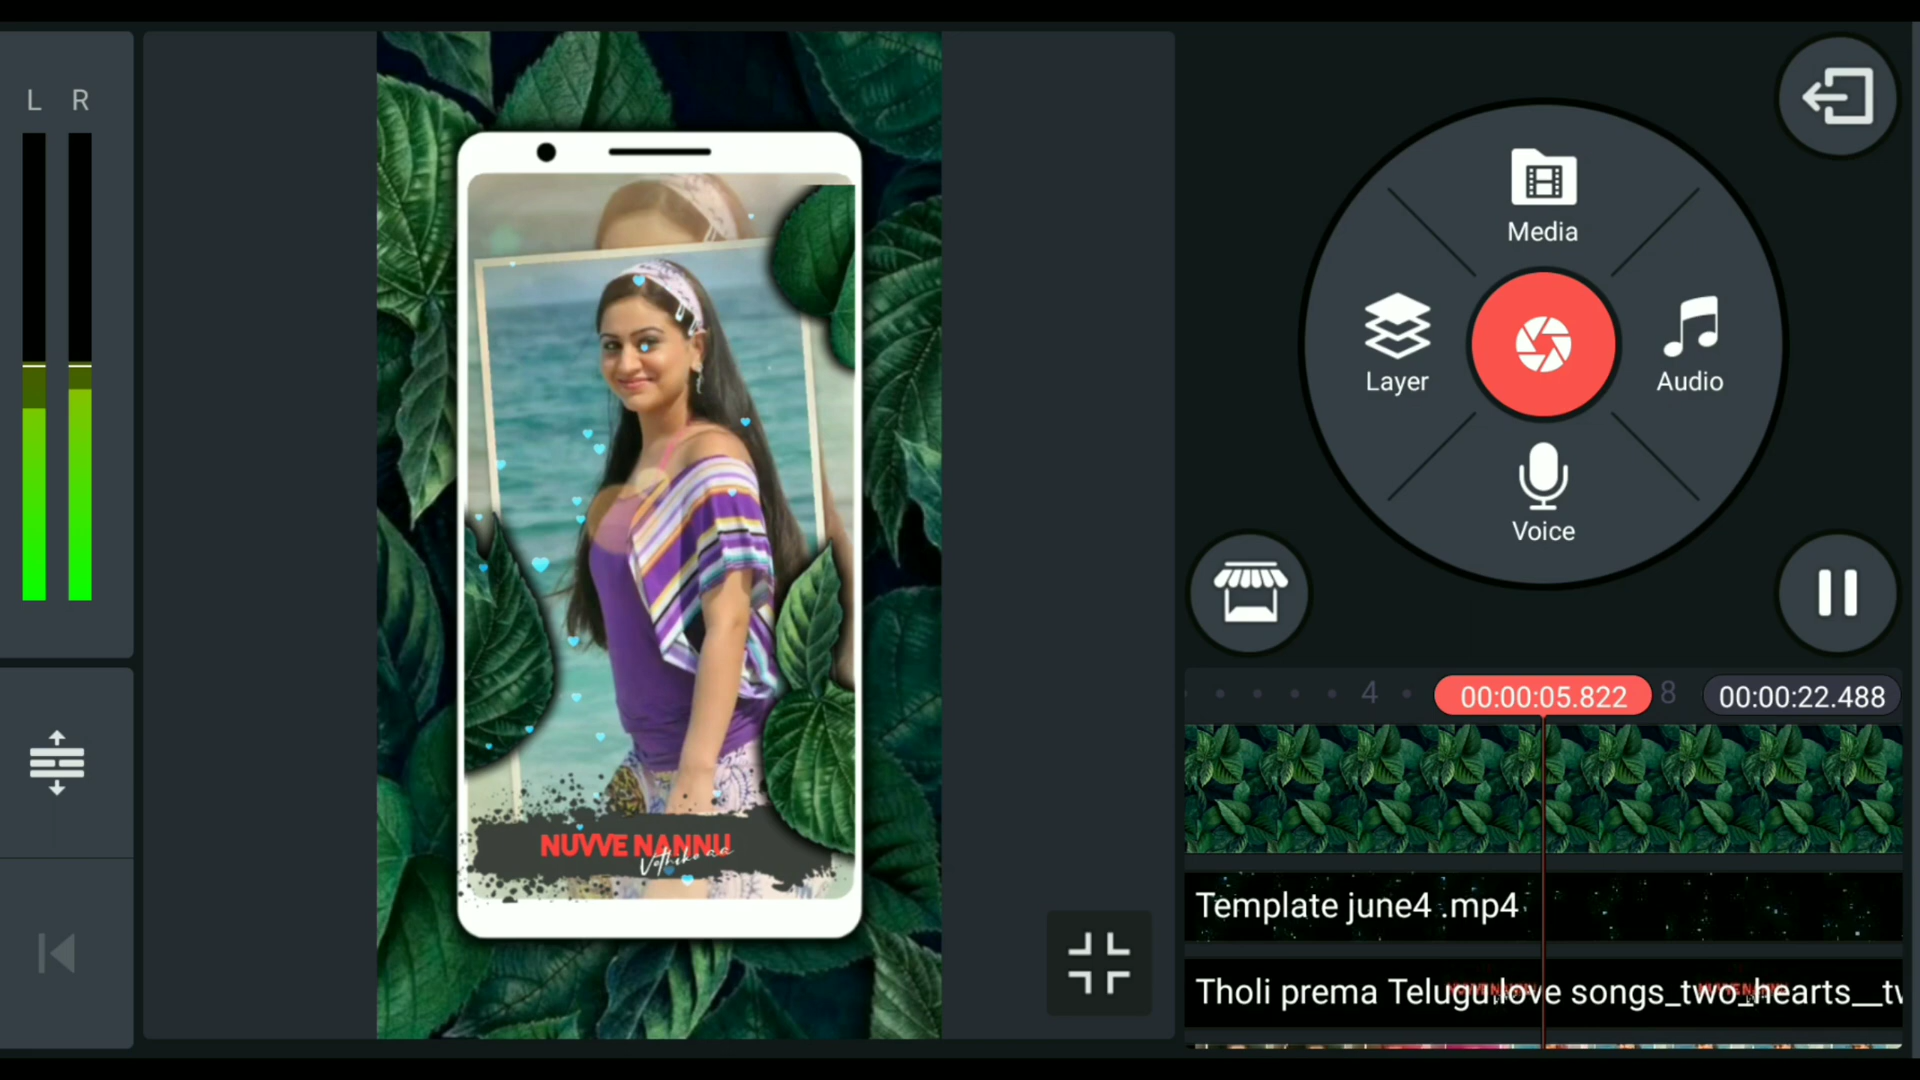 L R
Media
Layer
Audio
Voice
NUVVE NANNU
4
00:00:05.822
8
00:00:22.488
Template june4 .mp4
Tholi prema Telugu love songs_two_hearts__tw